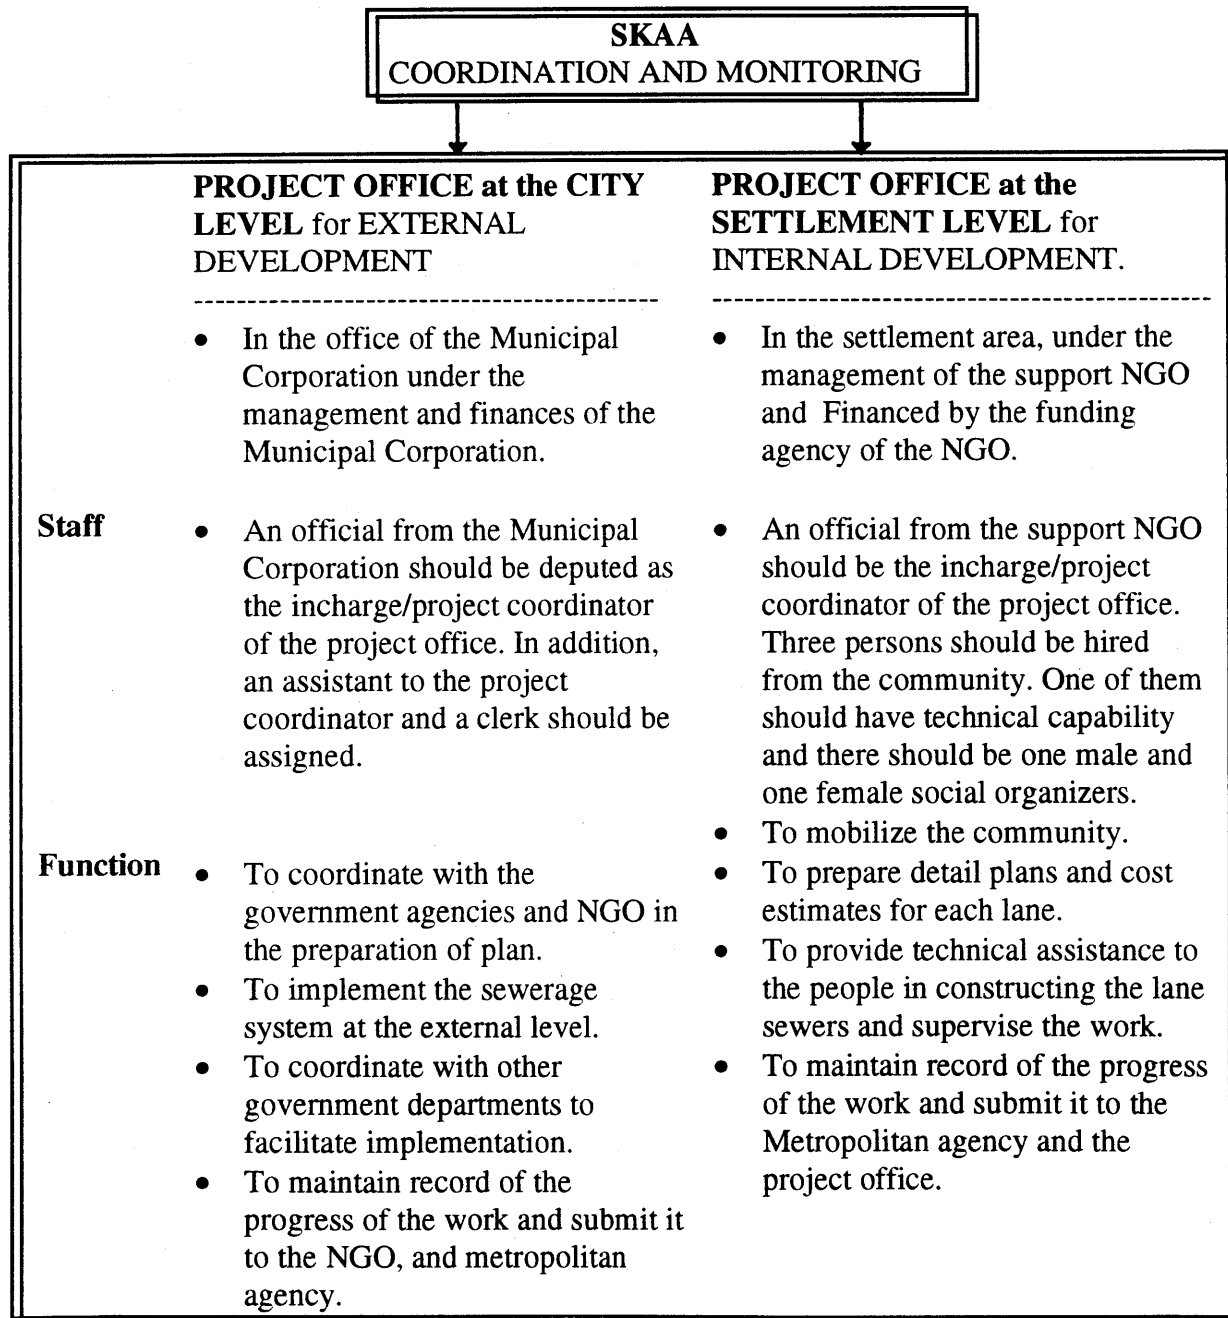 SKAA
COORDINATION AND MONITORING
PROJECT OFFICE at the CITY
LEVEL for EXTERNAL
DEVELOPMENT
--------------------------------------------
• In the office of the Municipal
Corporation under the
management and finances of the
Municipal Corporation.
PROJECT OFFICE at the
SETTLEMENT LEVEL for
INTERNAL DEVELOPMENT.
------------------------------------------------
• In the settlement area, under the
management of the support NGO
and Financed by the funding
agency of the NGO.
Staff
• An official from the Municipal
Corporation should be deputed as
the incharge/project coordinator
of the project office. In addition,
an assistant to the project
coordinator and a clerk should be
assigned.
• An official from the support NGO
should be the incharge/project
coordinator of the project office.
Three persons should be hired
from the community. One of them
should have technical capability
and there should be one male and
one female social organizers.
Function
• To coordinate with the
government agencies and NGO in
the preparation of plan.
• To implement the sewerage
system at the external level.
• To coordinate with other
government departments to
facilitate implementation.
• To maintain record of the
progress of the work and submit it
to the NGO, and metropolitan
agency.
• To mobilize the community.
• To prepare detail plans and cost
estimates for each lane.
• To provide technical assistance to
the people in constructing the lane
sewers and supervise the work.
• To maintain record of the progress
of the work and submit it to the
Metropolitan agency and the
project office.